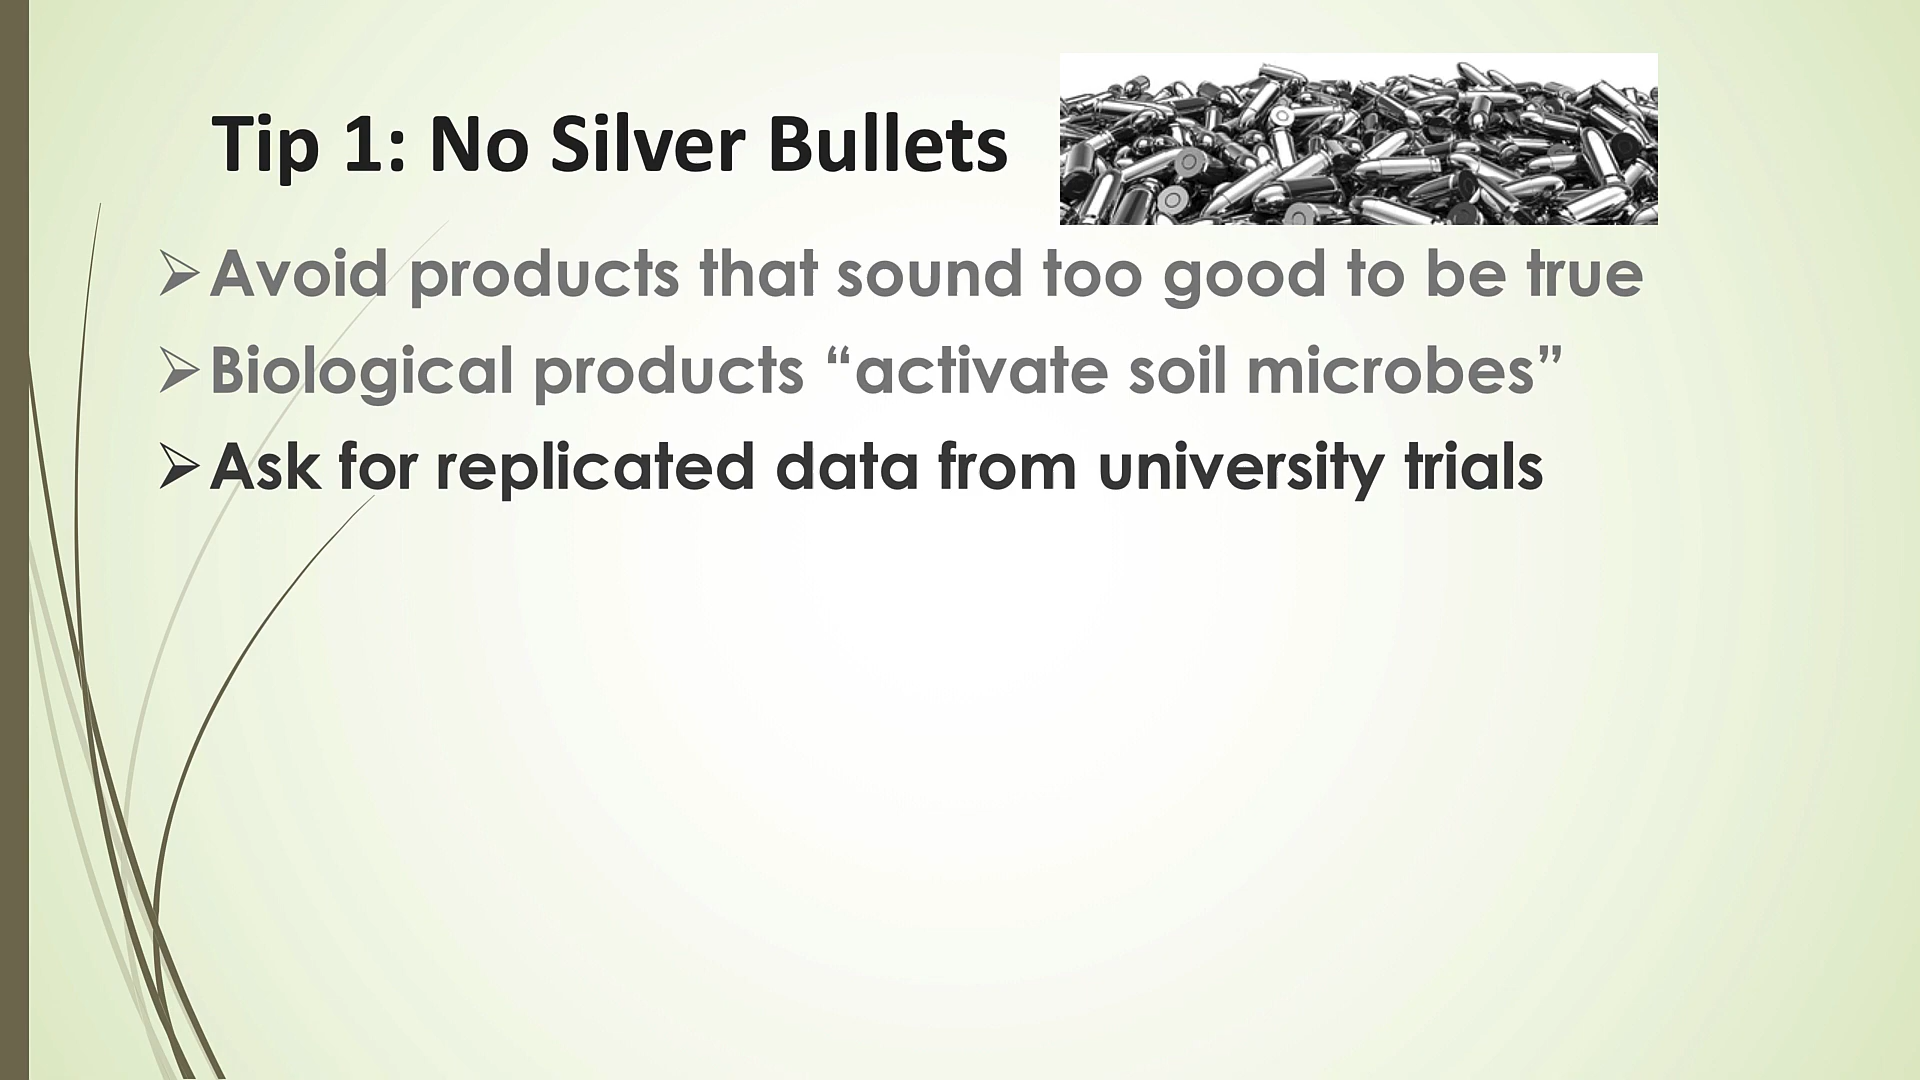 Tip 1: No Silver Bullets
➢Avoid products that sound too good to be true
➢Biological products “activate soil microbes”
➢Ask for replicated data from university trials